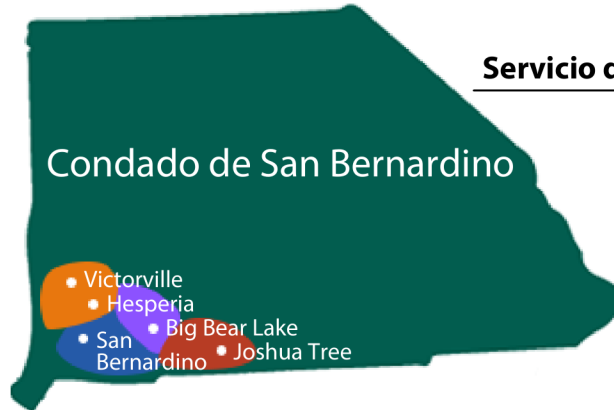 Servicio
Condado de San Bernardino
Victorville
Hesperia
Big Bear Lake
San
Bernardino
Joshua Tree